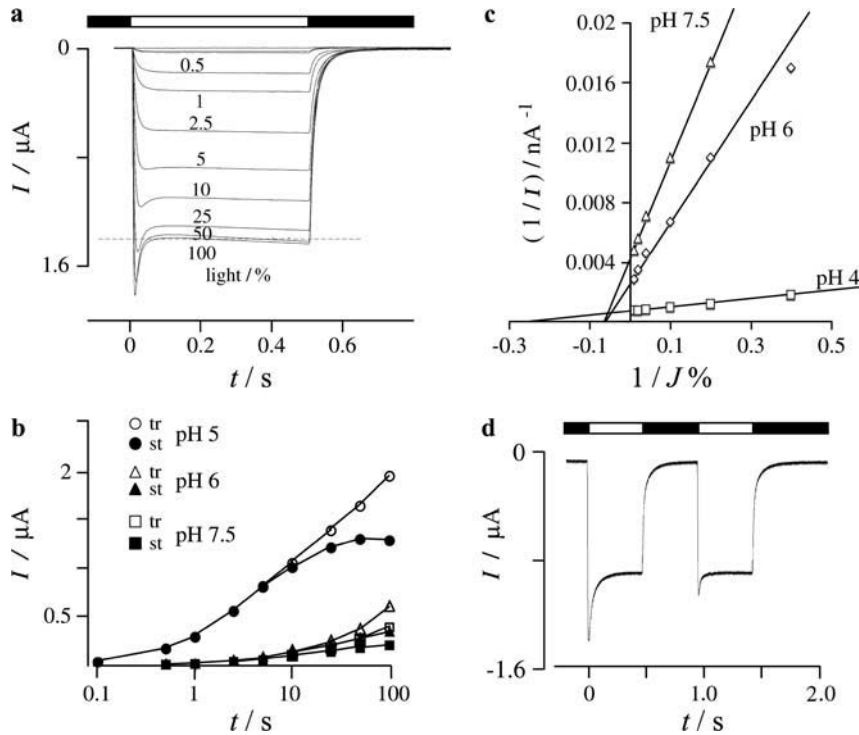 a
0
0.5
1
2.5
5
10
25
50
100
light / %
1.6
I / μA
0 0.2 0.4 0.6
t / s
b
tr
st
pH 5
tr
st
pH 6
tr
st
pH 7.5
2
0.5
I / μA
0.1 1 10 100
t / s
c
0.02
0.016
0.012
0.008
0.004
(1/I) / nA⁻¹
pH 7.5
pH 6
pH 4
-0.3 -0.1 0.1 0.3 0.5
1 / J%
d
0
-1.6
I / μA
0 1.0 2.0
t / s